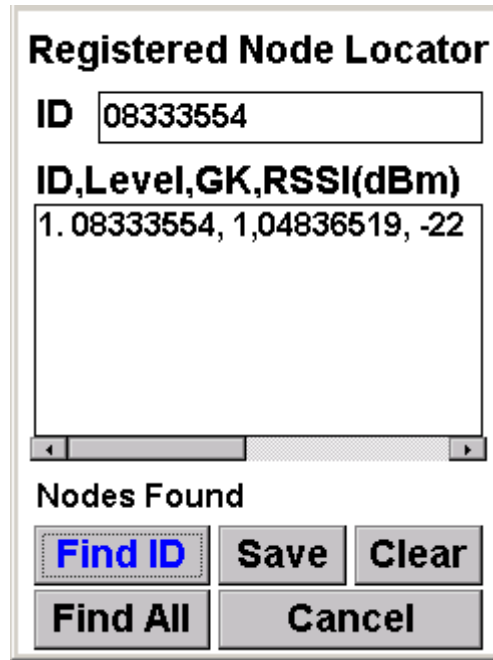 Registered Node Locator
ID 08333554
ID,Level,GK,RSSI(dBm)
1. 08333554, 1,04836519, -22
Nodes Found
Find ID Save Clear
Find All Cancel